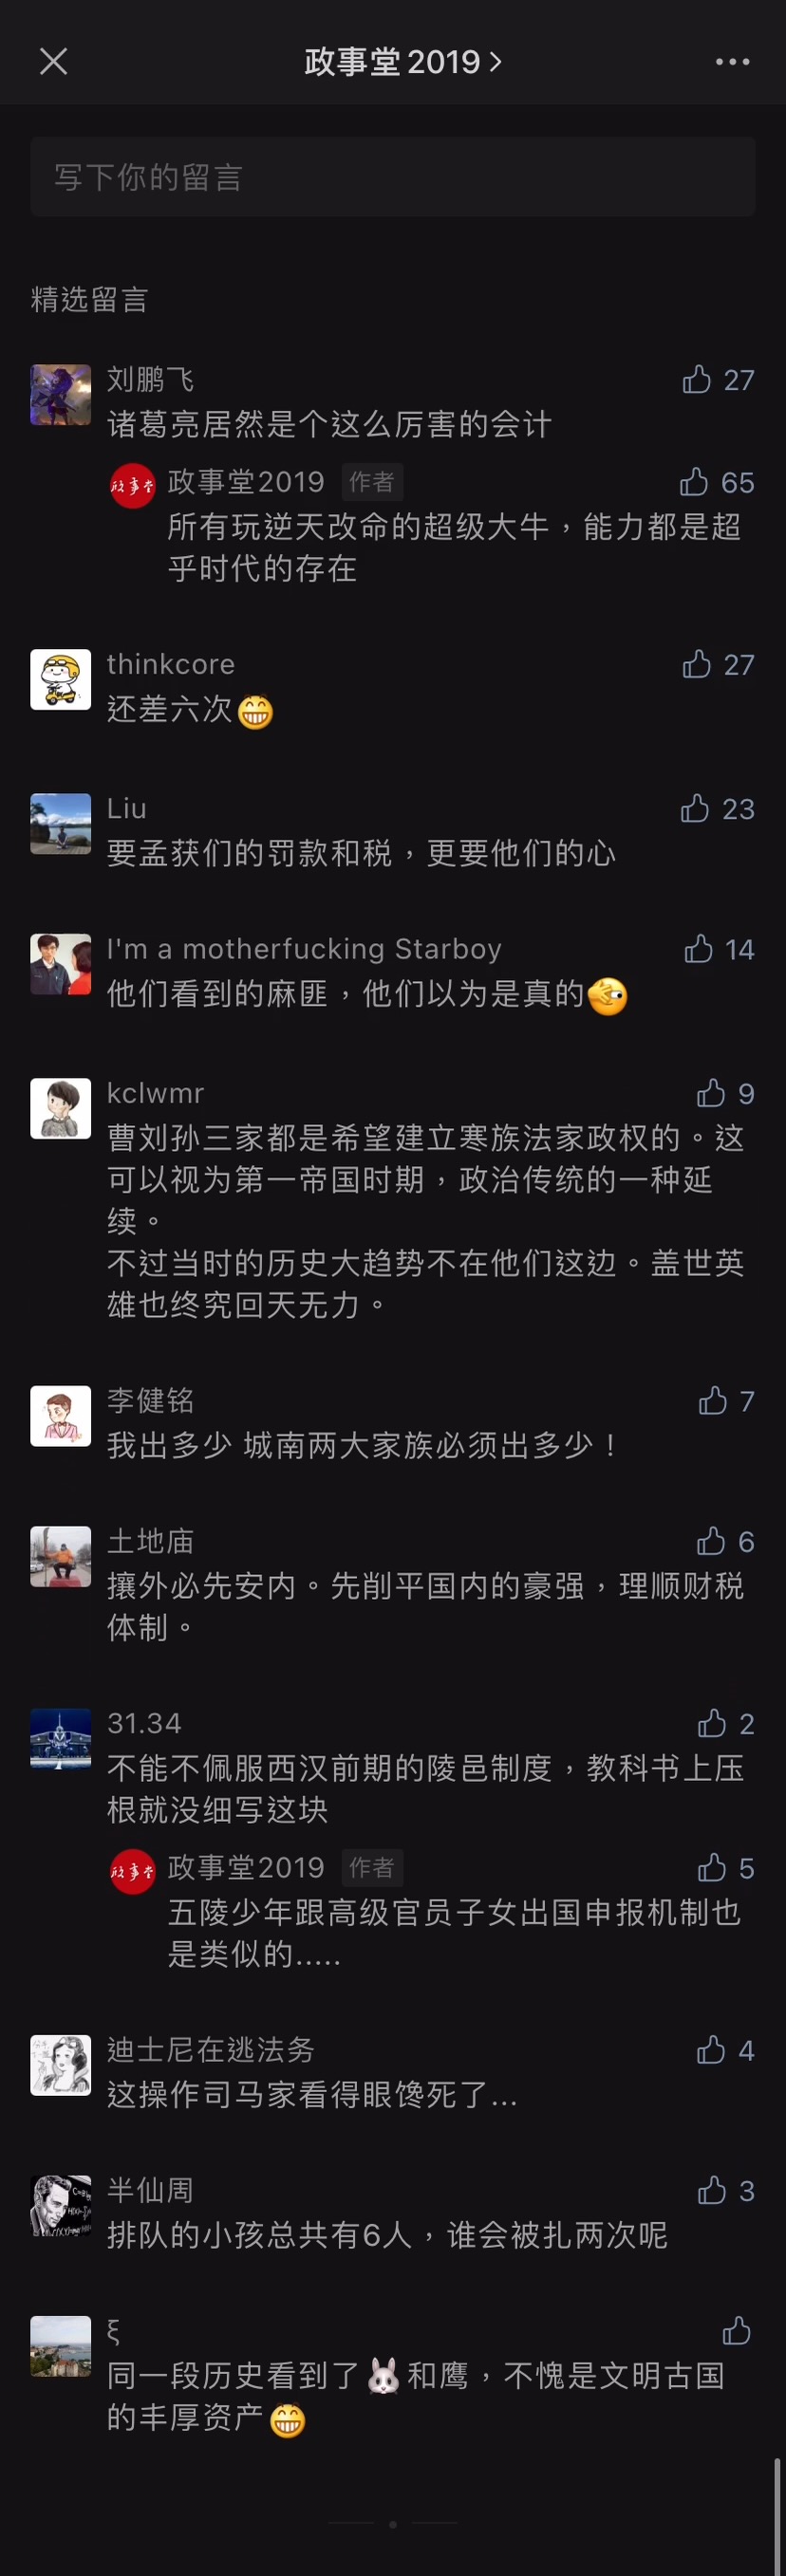 政事堂2019
写下你的留言
精选留言
刘鹏飞
27
诸葛亮居然是个这么厉害的会计
政事堂2019 作者
65
所有玩逆天改命的超级大牛，能力都是超
乎时代的存在
thinkcore
27
还差六次😁
Liu
23
要孟获们的罚款和税，更要他们的心
I'm a motherfucking Starboy
14
他们看到的麻匪，他们以为是真的
kclwmr
9
曹刘孙三家都是希望建立寒族法家政权的。这
可以视为第一帝国时期，政治传统的一种延
续。
不过当时的历史大趋势不在他们这边。盖世英
雄也终究回天无力。
李健铭
7
我出多少 城南两大家族必须出多少！
土地庙
6
攘外必先安内。先削平国内的豪强，理顺财税
体制。
31.34
2
不能不佩服西汉前期的陵邑制度，教科书上压
根就没细写这块
政事堂2019 作者
5
五陵少年跟高级官员子女出国申报机制也
是类似的.....
迪士尼在逃法务
4
这操作司马家看得眼馋死了...
半仙周
3
排队的小孩总共有6人，谁会被扎两次呢
ξ
同一段历史看到了🐰和鹰，不愧是文明古国
的丰厚资产😁